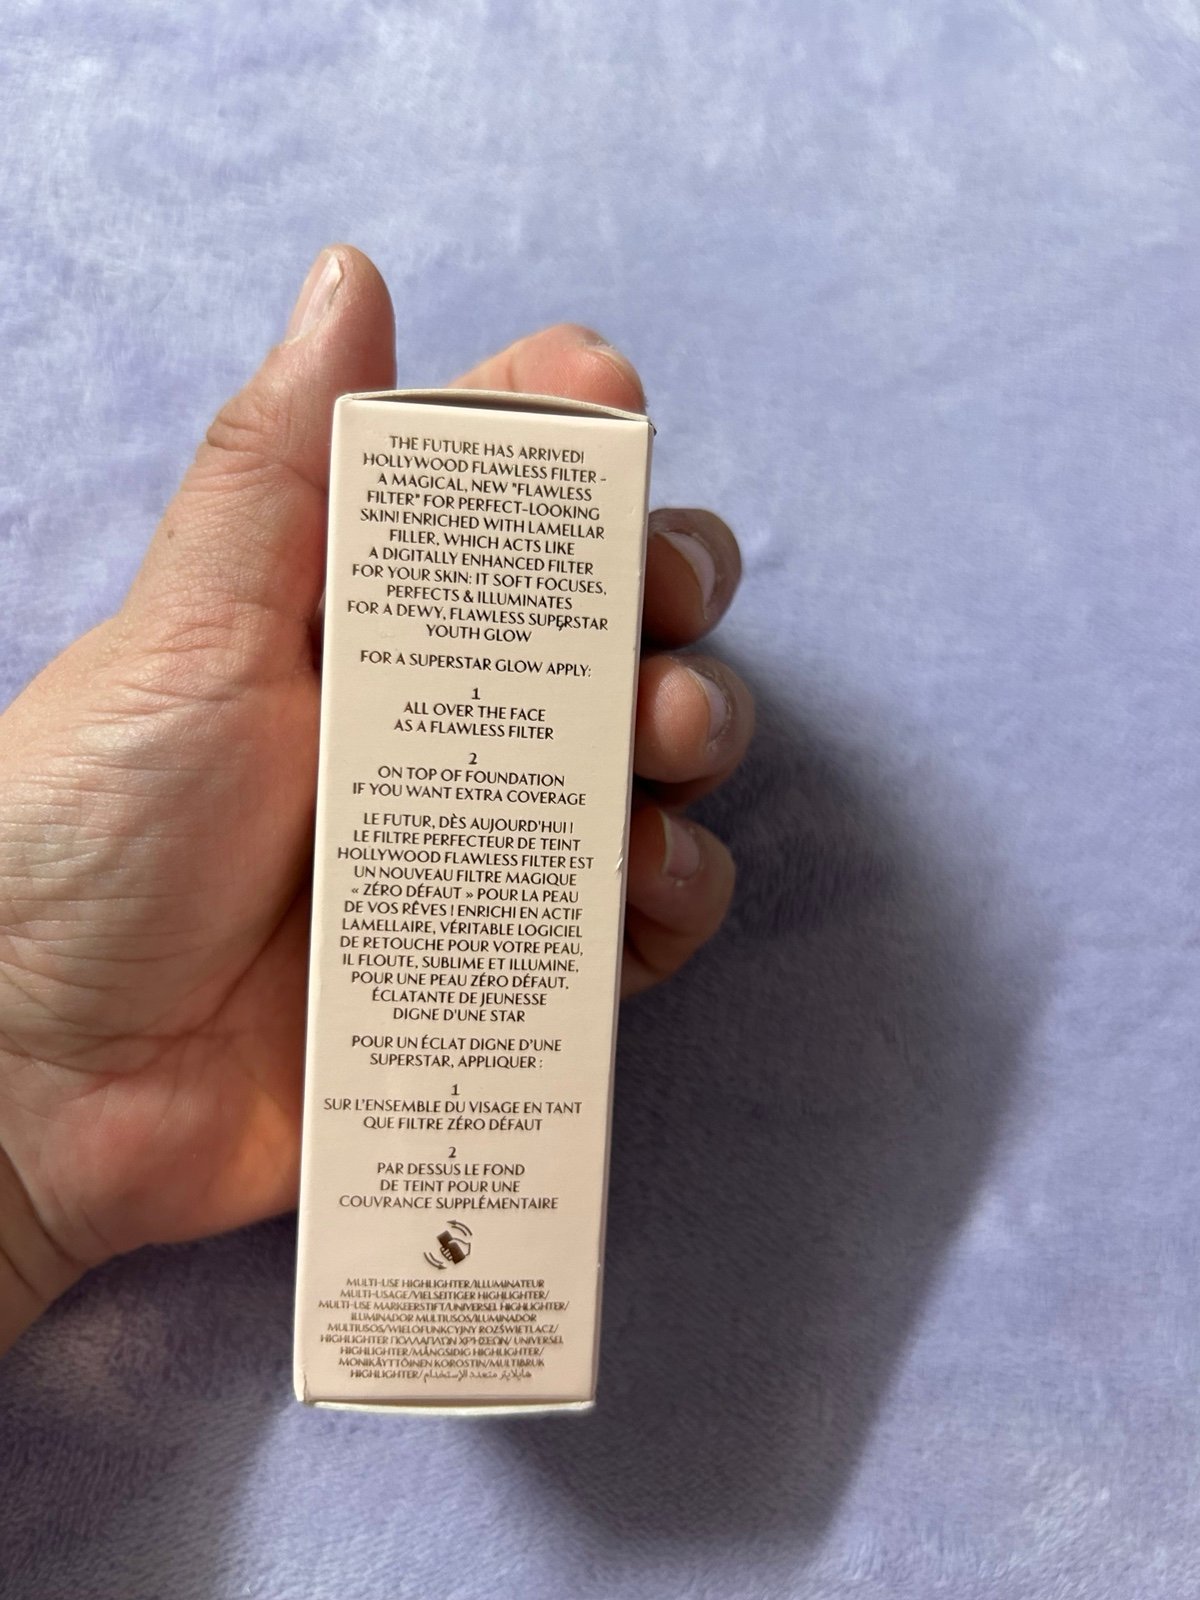 THE FUTURE HAS ARRIVED!
HOLLYWOOD FLAWLESS FILTER -
A MAGICAL, NEW "FLAWLESS
FILTER" FOR PERFECT-LOOKING
SKIN! ENRICHED WITH LAMELLAR
FILLER, WHICH ACTS LIKE
A DIGITALLY ENHANCED FILTER
FOR YOUR SKIN: IT SOFT FOCUSES,
PERFECTS & ILLUMINATES
FOR A DEWY, FLAWLESS SUPERSTAR
YOUTH GLOW
FOR A SUPERSTAR GLOW APPLY:
1
ALL OVER THE FACE
AS A FLAWLESS FILTER
2
ON TOP OF FOUNDATION
IF YOU WANT EXTRA COVERAGE
LE FUTUR, DÈS AUJOURD'HUI !
LE FILTRE PERFECTEUR DE TEINT
HOLLYWOOD FLAWLESS FILTER EST
UN NOUVEAU FILTRE MAGIQUE
« ZÉRO DÉFAUT » POUR LA PEAU
DE VOS RÊVES ! ENRICHI EN ACTIF
LAMELLAIRE, VÉRITABLE LOGICIEL
DE RETOUCHE POUR VOTRE PEAU,
IL FLOUTE, SUBLIME ET ILLUMINE,
POUR UNE PEAU ZÉRO DÉFAUT,
ÉCLATANTE DE JEUNESSE
DIGNE D'UNE STAR
POUR UN ÉCLAT DIGNE D'UNE
SUPERSTAR, APPLIQUER :
1
SUR L'ENSEMBLE DU VISAGE EN TANT
QUE FILTRE ZÉRO DÉFAUT
2
PAR DESSUS LE FOND
DE TEINT POUR UNE
COUVRANCE SUPPLÉMENTAIRE
MULTI-USE HIGHLIGHTER/ILLUMINATEUR
MULTI-USAGE/VIELSEITIGER HIGHLIGHTER/
MULTI-USE MARKEERSTIFT/UNIVERSEL HIGHLIGHTER/
ILUMINADOR MULTIUSOS/ILUMINADOR
MULTIUSOS/WIELOFUNKCYJNY ROZŚWIETLACZ/
HIGHLIGHTER ΠΟΛΛΑΠΛΩΝ ΧΡΗΣΕΩΝ/ UNIVERSEL
HIGHLIGHTER/MÅNGSIDIG HIGHLIGHTER/
MONIKÄYTTÖINEN KOROSTIN/MULTIBRUK
HIGHLIGHTER/هايلايتر متعدد الإستخدام